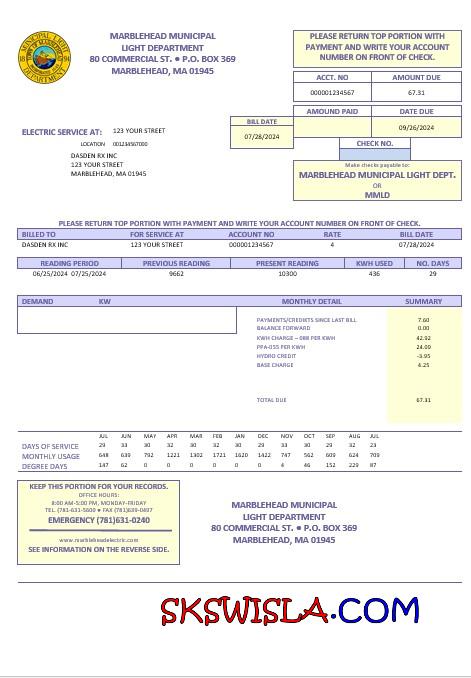 MARBLEHEAD MUNICIPAL
LIGHT DEPARTMENT
80 COMMERCIAL ST. • P.O. BOX 369
MARBLEHEAD, MA 01945
PLEASE RETURN TOP PORTION WITH
PAYMENT AND WRITE YOUR ACCOUNT
NUMBER ON FRONT OF CHECK.
ACCT. NO AMOUNT DUE
000001234567 67.31
AMOUND PAID DATE DUE
09/26/2024
BILL DATE
07/28/2024
CHECK NO.
ELECTRIC SERVICE AT: 123 YOUR STREET
LOCATION 001234567000
DASDEN RX INC
123 YOUR STREET
MARBLEHEAD, MA 01945
Make checks payable to:
MARBLEHEAD MUNICIPAL LIGHT DEPT.
OR
MMLD
PLEASE RETURN TOP PORTION WITH PAYMENT AND WRITE YOUR ACCOUNT NUMBER ON FRONT OF CHECK.
BILLED TO FOR SERVICE AT ACCOUNT NO RATE BILL DATE
DASDEN RX INC 123 YOUR STREET 000001234567 4 07/28/2024
READING PERIOD PREVIOUS READING PRESENT READING KWH USED NO. DAYS
06/25/2024 07/25/2024 9662 10300 436 29
DEMAND KW MONTHLY DETAIL SUMMARY
PAYMENTS/CREDITS SINCE LAST BILL 7.60
BALANCE FORWARD 0.00
KWH CHARGE –088 PER KWH 42.92
PPA-055 PER KWH 24.09
HYDRO CREDIT -3.95
BASE CHARGE 4.25
TOTAL DUE 67.31
JUL JUN MAY APR MAR FEB JAN DEC NOV OCT SEP AUG JUL
DAYS OF SERVICE 29 33 30 32 30 32 30 29 33 30 31 32 23
MONTHLY USAGE 648 639 792 1221 1302 1721 1620 1422 747 562 609 624 709
DEGREE DAYS 147 62 0 0 0 0 0 0 4 46 152 229 87
KEEP THIS PORTION FOR YOUR RECORDS.
OFFICE HOURS:
8:00 AM-5:00 PM, MONDAY-FRIDAY
TEL. (781)631-5600 • FAX (781)639-0497
EMERGENCY (781)631-0240
www.marbleheadelectric.com
SEE INFORMATION ON THE REVERSE SIDE.
MARBLEHEAD MUNICIPAL
LIGHT DEPARTMENT
80 COMMERCIAL ST. • P.O. BOX 369
MARBLEHEAD, MA 01945
SKSWISLA.COM